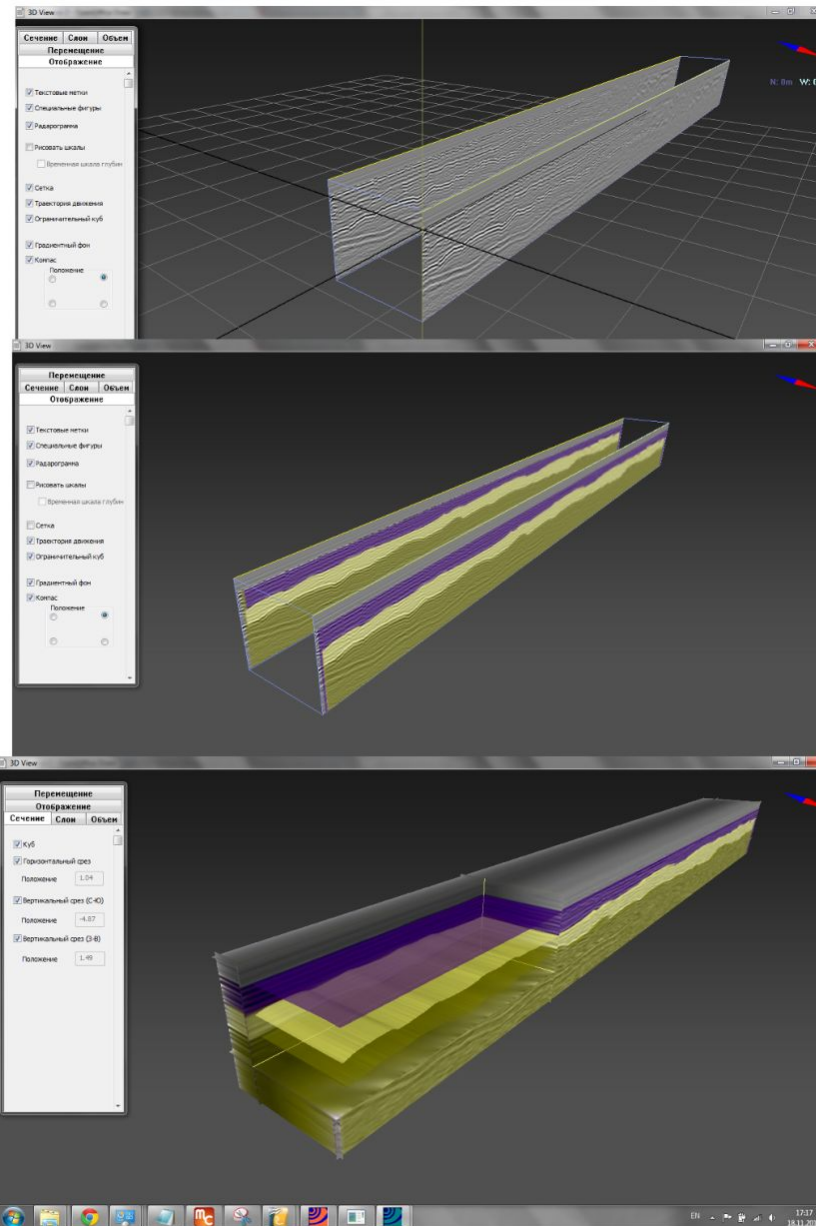 3D View
Сечение Слои Объем
Перемещение
Отображение
Текстовые метки
Специальные фигуры
Радарограмма
Рисовать шкалы
Временная шкала глубин
Сетка
Траектория движения
Ограничительный куб
Градиентный фон
Компас
Положение
N: 0m W: 0
3D View
Перемещение
Сечение Слои Объем
Отображение
Текстовые метки
Специальные фигуры
Радарограмма
Рисовать шкалы
Временная шкала глубин
Сетка
Траектория движения
Ограничительный куб
Градиентный фон
Компас
Положение
3D View
Перемещение
Отображение
Сечение Слои Объем
Куб
Горизонтальный срез
Положение 1.04
Вертикальный срез (С-Ю)
Положение -4.87
Вертикальный срез (З-В)
Положение 1.49
EN 17:17
18.11.20